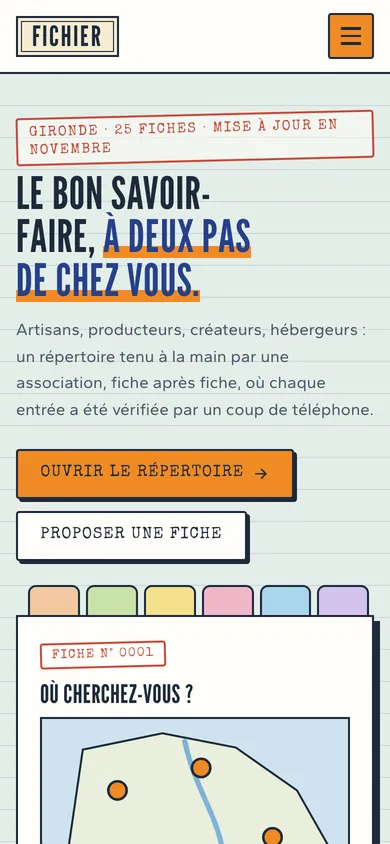 FICHIER
GIRONDE · 25 FICHES · MISE À JOUR EN
NOVEMBRE
LE BON SAVOIR-
FAIRE, À DEUX PAS
DE CHEZ VOUS.
Artisans, producteurs, créateurs, hébergeurs :
un répertoire tenu à la main par une
association, fiche après fiche, où chaque
entrée a été vérifiée par un coup de téléphone.
OUVRIR LE RÉPERTOIRE →
PROPOSER UNE FICHE
FICHE N° 0001
OÙ CHERCHEZ-VOUS ?